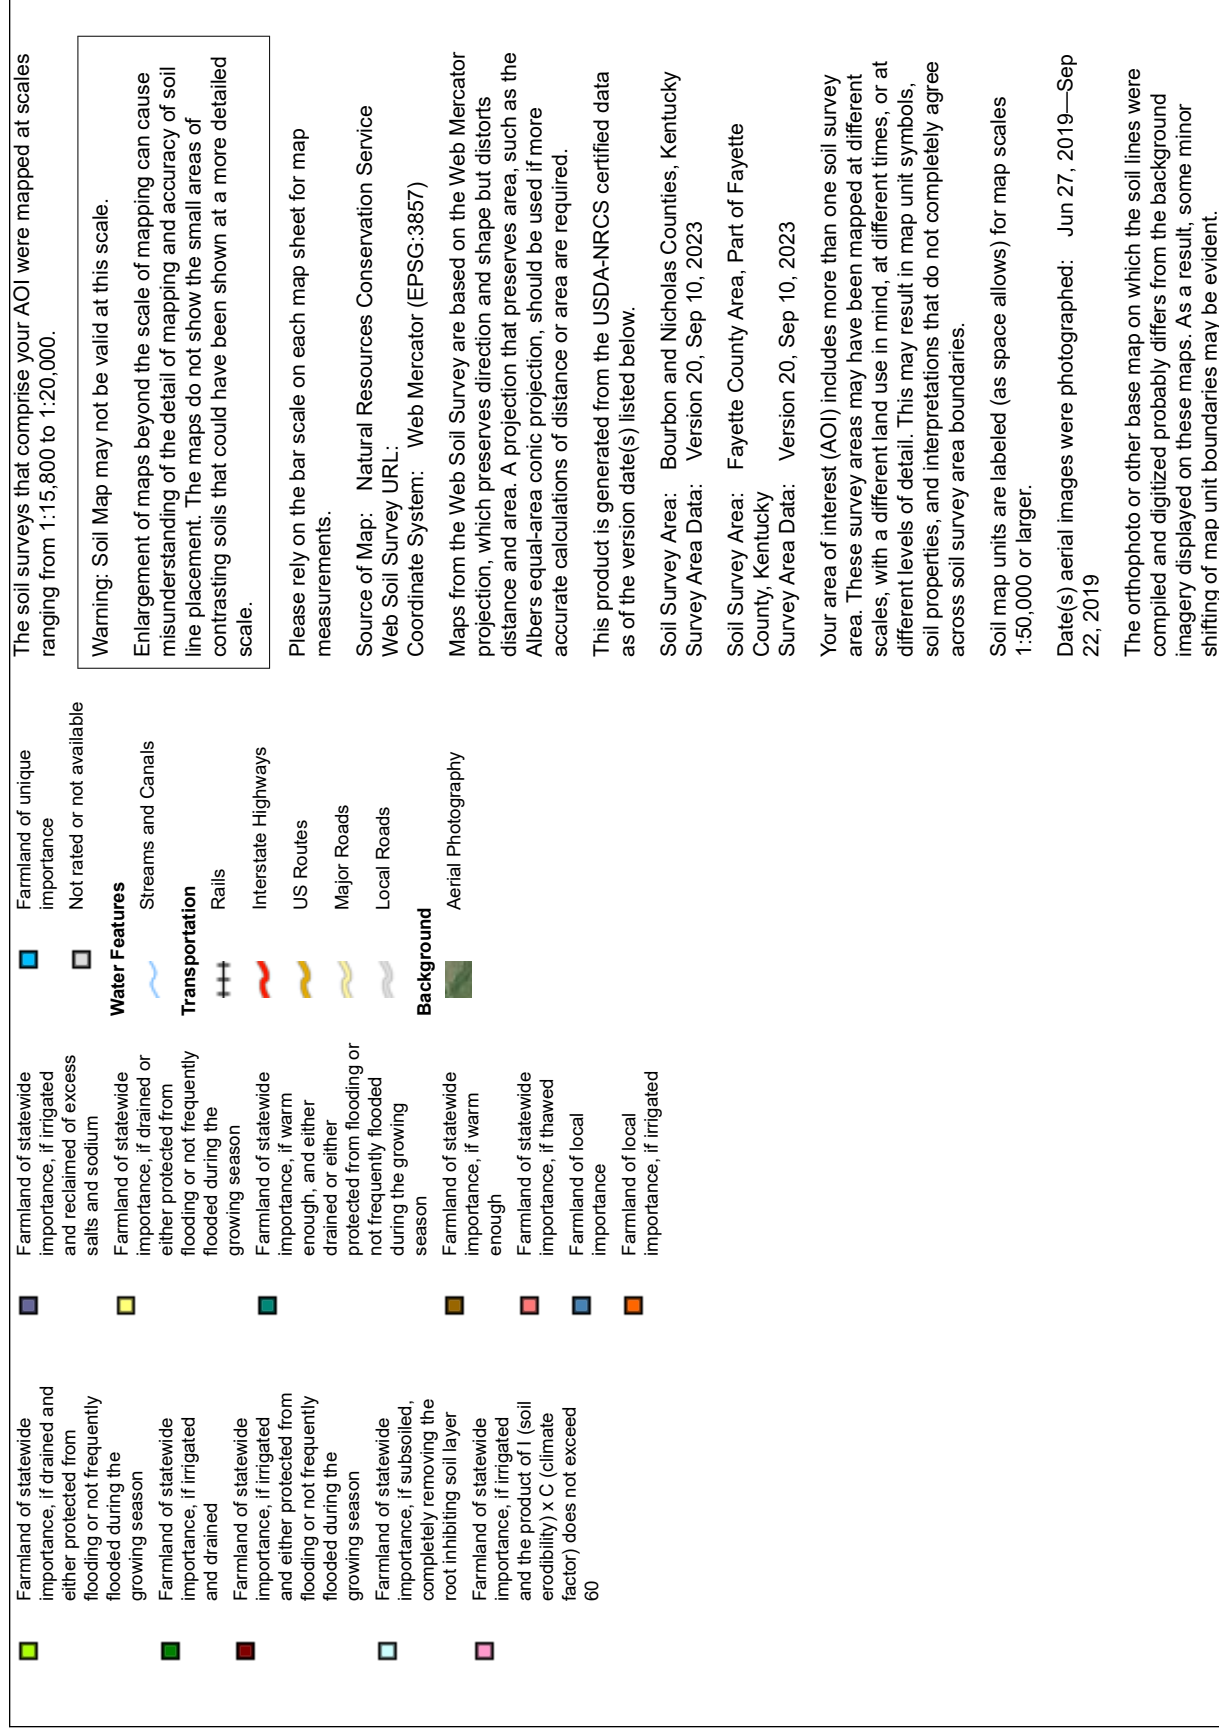 Farmland of statewide
importance, if drained and
either protected from
flooding or not frequently
flooded during the
growing season
Farmland of statewide
importance, if irrigated
and drained
Farmland of statewide
importance, if irrigated
and either protected from
flooding or not frequently
flooded during the
growing season
Farmland of statewide
importance, if subsoiled,
completely removing the
root inhibiting soil layer
Farmland of statewide
importance, if irrigated
and the product of I (soil
erodibility) x C (climate
factor) does not exceed
60
Farmland of statewide
importance, if irrigated
and reclaimed of excess
salts and sodium
Farmland of statewide
importance, if drained or
either protected from
flooding or not frequently
flooded during the
growing season
Farmland of statewide
importance, if warm
enough, and either
drained or either
protected from flooding or
not frequently flooded
during the growing
season
Farmland of statewide
importance, if warm
enough
Farmland of statewide
importance, if thawed
Farmland of local
importance
Farmland of local
importance, if irrigated
Farmland of unique
importance
Not rated or not available
Water Features
Streams and Canals
Transportation
Rails
Interstate Highways
US Routes
Major Roads
Local Roads
Background
Aerial Photography
The soil surveys that comprise your AOI were mapped at scales
ranging from 1:15,800 to 1:20,000.
Warning: Soil Map may not be valid at this scale.
Enlargement of maps beyond the scale of mapping can cause
misunderstanding of the detail of mapping and accuracy of soil
line placement. The maps do not show the small areas of
contrasting soils that could have been shown at a more detailed
scale.
Please rely on the bar scale on each map sheet for map
measurements.
Source of Map: Natural Resources Conservation Service
Web Soil Survey URL:
Coordinate System: Web Mercator (EPSG:3857)
Maps from the Web Soil Survey are based on the Web Mercator
projection, which preserves direction and shape but distorts
distance and area. A projection that preserves area, such as the
Albers equal-area conic projection, should be used if more
accurate calculations of distance or area are required.
This product is generated from the USDA-NRCS certified data
as of the version date(s) listed below.
Soil Survey Area: Bourbon and Nicholas Counties, Kentucky
Survey Area Data: Version 20, Sep 10, 2023
Soil Survey Area: Fayette County Area, Part of Fayette
County, Kentucky
Survey Area Data: Version 20, Sep 10, 2023
Your area of interest (AOI) includes more than one soil survey
area. These survey areas may have been mapped at different
scales, with a different land use in mind, at different times, or at
different levels of detail. This may result in map unit symbols,
soil properties, and interpretations that do not completely agree
across soil survey area boundaries.
Soil map units are labeled (as space allows) for map scales
1:50,000 or larger.
Date(s) aerial images were photographed: Jun 27, 2019—Sep
22, 2019
The orthophoto or other base map on which the soil lines were
compiled and digitized probably differs from the background
imagery displayed on these maps. As a result, some minor
shifting of map unit boundaries may be evident.